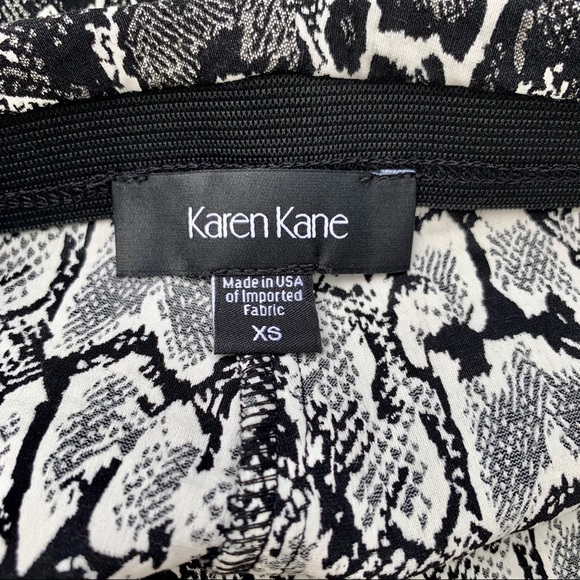 Karen Kane
Made in USA
of Imported
Fabric
XS